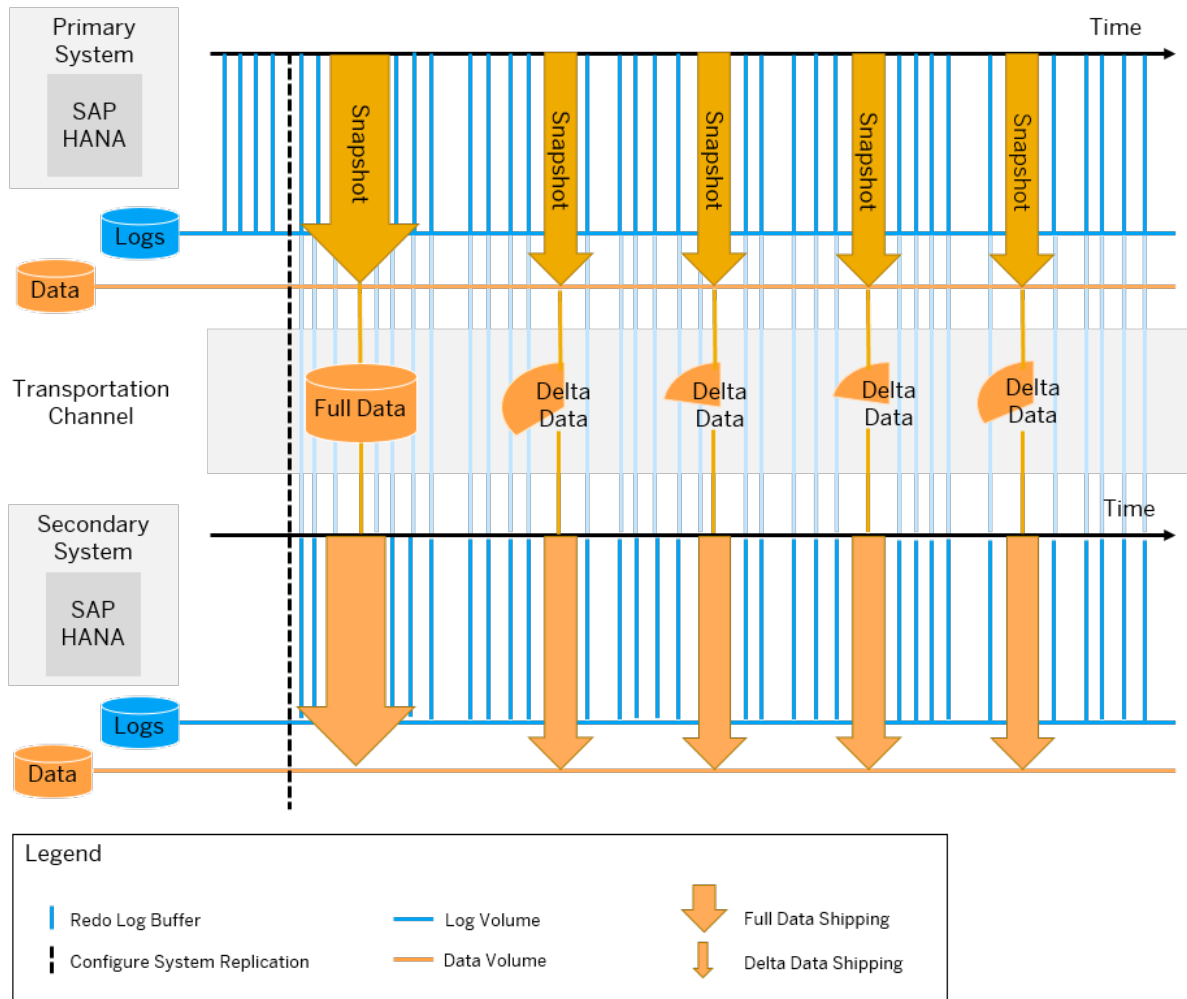 Primary
System
SAP
HANA
Time
Snapshot
Snapshot
Snapshot
Snapshot
Snapshot
Logs
Data
Transportation
Channel
Full Data
Delta
Data
Delta
Data
Delta
Data
Delta
Data
Time
Secondary
System
SAP
HANA
Logs
Data
Legend
Redo Log Buffer
Log Volume
Full Data Shipping
Configure System Replication
Data Volume
Delta Data Shipping